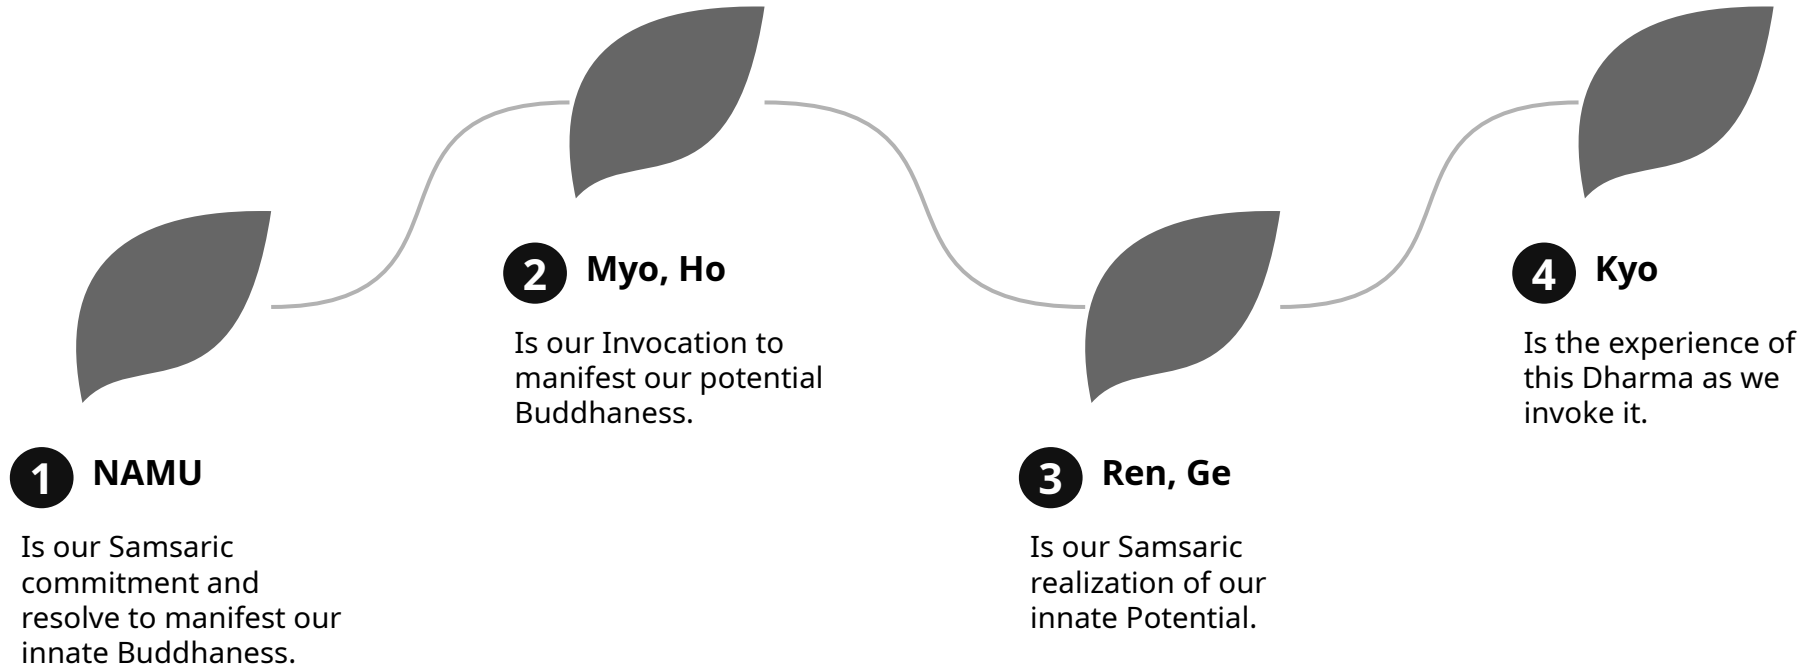 1 NAMU
Is our Samsaric
commitment and
resolve to manifest our
innate Buddhaness.
2 Myo, Ho
Is our Invocation to
manifest our potential
Buddhaness.
3 Ren, Ge
Is our Samsaric
realization of our
innate Potential.
4 Kyo
Is the experience of
this Dharma as we
invoke it.